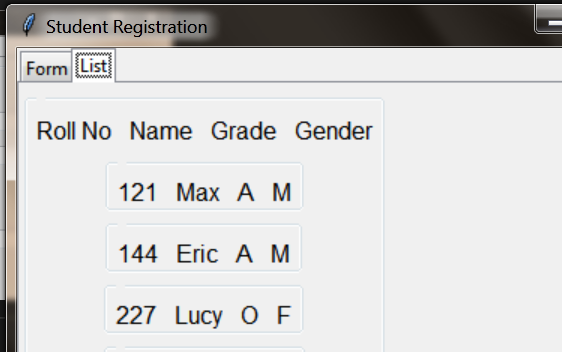 Student Registration
Form List
Roll No Name Grade Gender
121 Max A M
144 Eric A M
227 Lucy O F